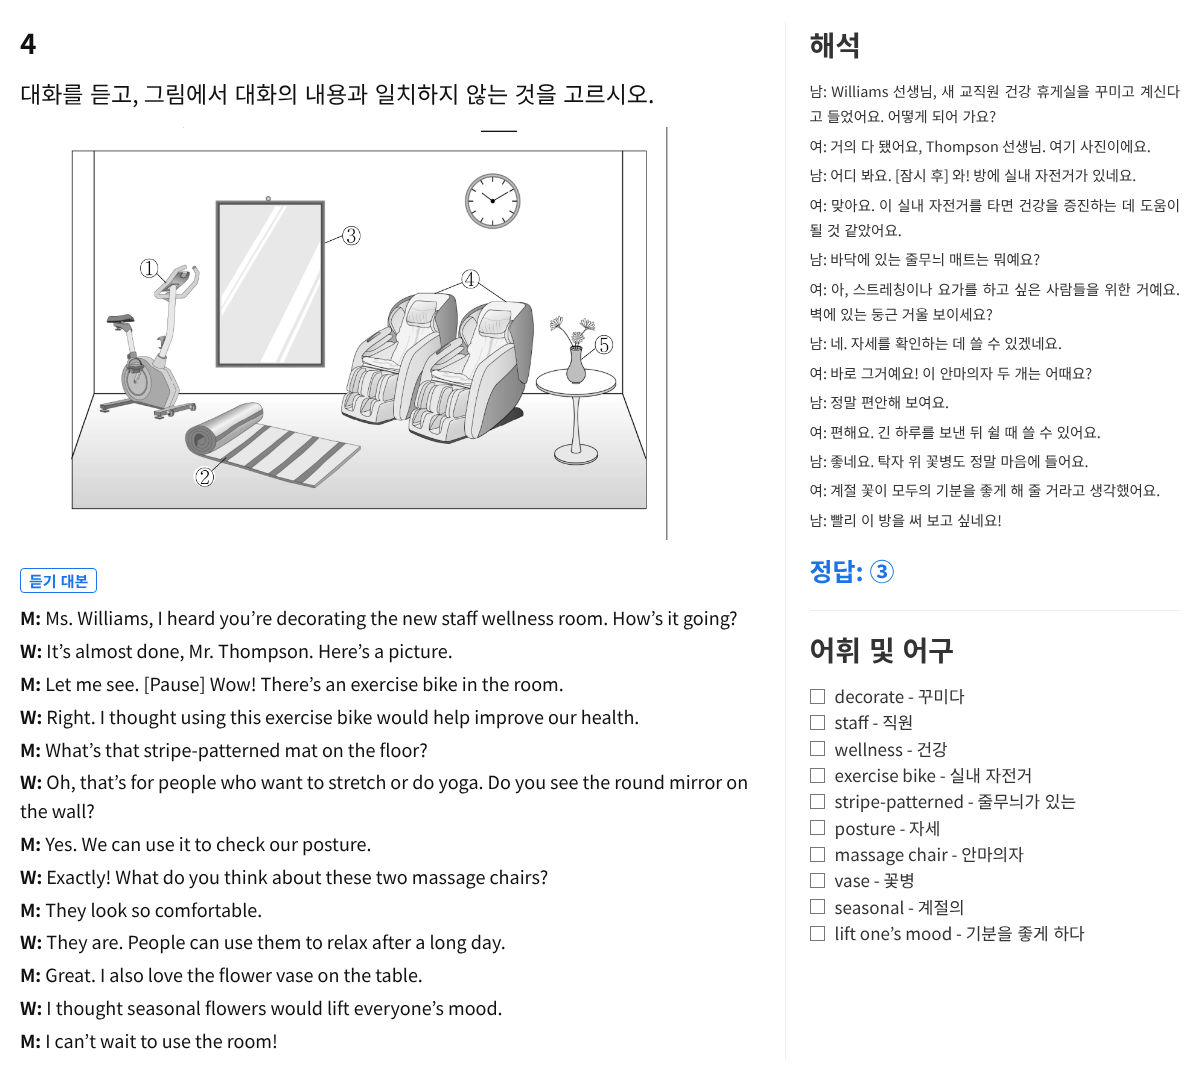 4
대화를 듣고, 그림에서 대화의 내용과 일치하지 않는 것을 고르시오.
①
②
③
④
⑤
듣기 대본
M: Ms. Williams, I heard you’re decorating the new staff wellness room. How’s it going?
W: It’s almost done, Mr. Thompson. Here’s a picture.
M: Let me see. [Pause] Wow! There’s an exercise bike in the room.
W: Right. I thought using this exercise bike would help improve our health.
M: What’s that stripe-patterned mat on the floor?
W: Oh, that’s for people who want to stretch or do yoga. Do you see the round mirror on
the wall?
M: Yes. We can use it to check our posture.
W: Exactly! What do you think about these two massage chairs?
M: They look so comfortable.
W: They are. People can use them to relax after a long day.
M: Great. I also love the flower vase on the table.
W: I thought seasonal flowers would lift everyone’s mood.
M: I can’t wait to use the room!
해석
남: Williams 선생님, 새 교직원 건강 휴게실을 꾸미고 계신다
고 들었어요. 어떻게 되어 가요?
여: 거의 다 됐어요, Thompson 선생님. 여기 사진이에요.
남: 어디 봐요. [잠시 후] 와! 방에 실내 자전거가 있네요.
여: 맞아요. 이 실내 자전거를 타면 건강을 증진하는 데 도움이
될 것 같았어요.
남: 바닥에 있는 줄무늬 매트는 뭐예요?
여: 아, 스트레칭이나 요가를 하고 싶은 사람들을 위한 거예요.
벽에 있는 둥근 거울 보이세요?
남: 네. 자세를 확인하는 데 쓸 수 있겠네요.
여: 바로 그거예요! 이 안마의자 두 개는 어때요?
남: 정말 편안해 보여요.
여: 편해요. 긴 하루를 보낸 뒤 쉴 때 쓸 수 있어요.
남: 좋네요. 탁자 위 꽃병도 정말 마음에 들어요.
여: 계절 꽃이 모두의 기분을 좋게 해 줄 거라고 생각했어요.
남: 빨리 이 방을 써 보고 싶네요!
정답: ③
어휘 및 어구
decorate - 꾸미다
staff - 직원
wellness - 건강
exercise bike - 실내 자전거
stripe-patterned - 줄무늬가 있는
posture - 자세
massage chair - 안마의자
vase - 꽃병
seasonal - 계절의
lift one’s mood - 기분을 좋게 하다